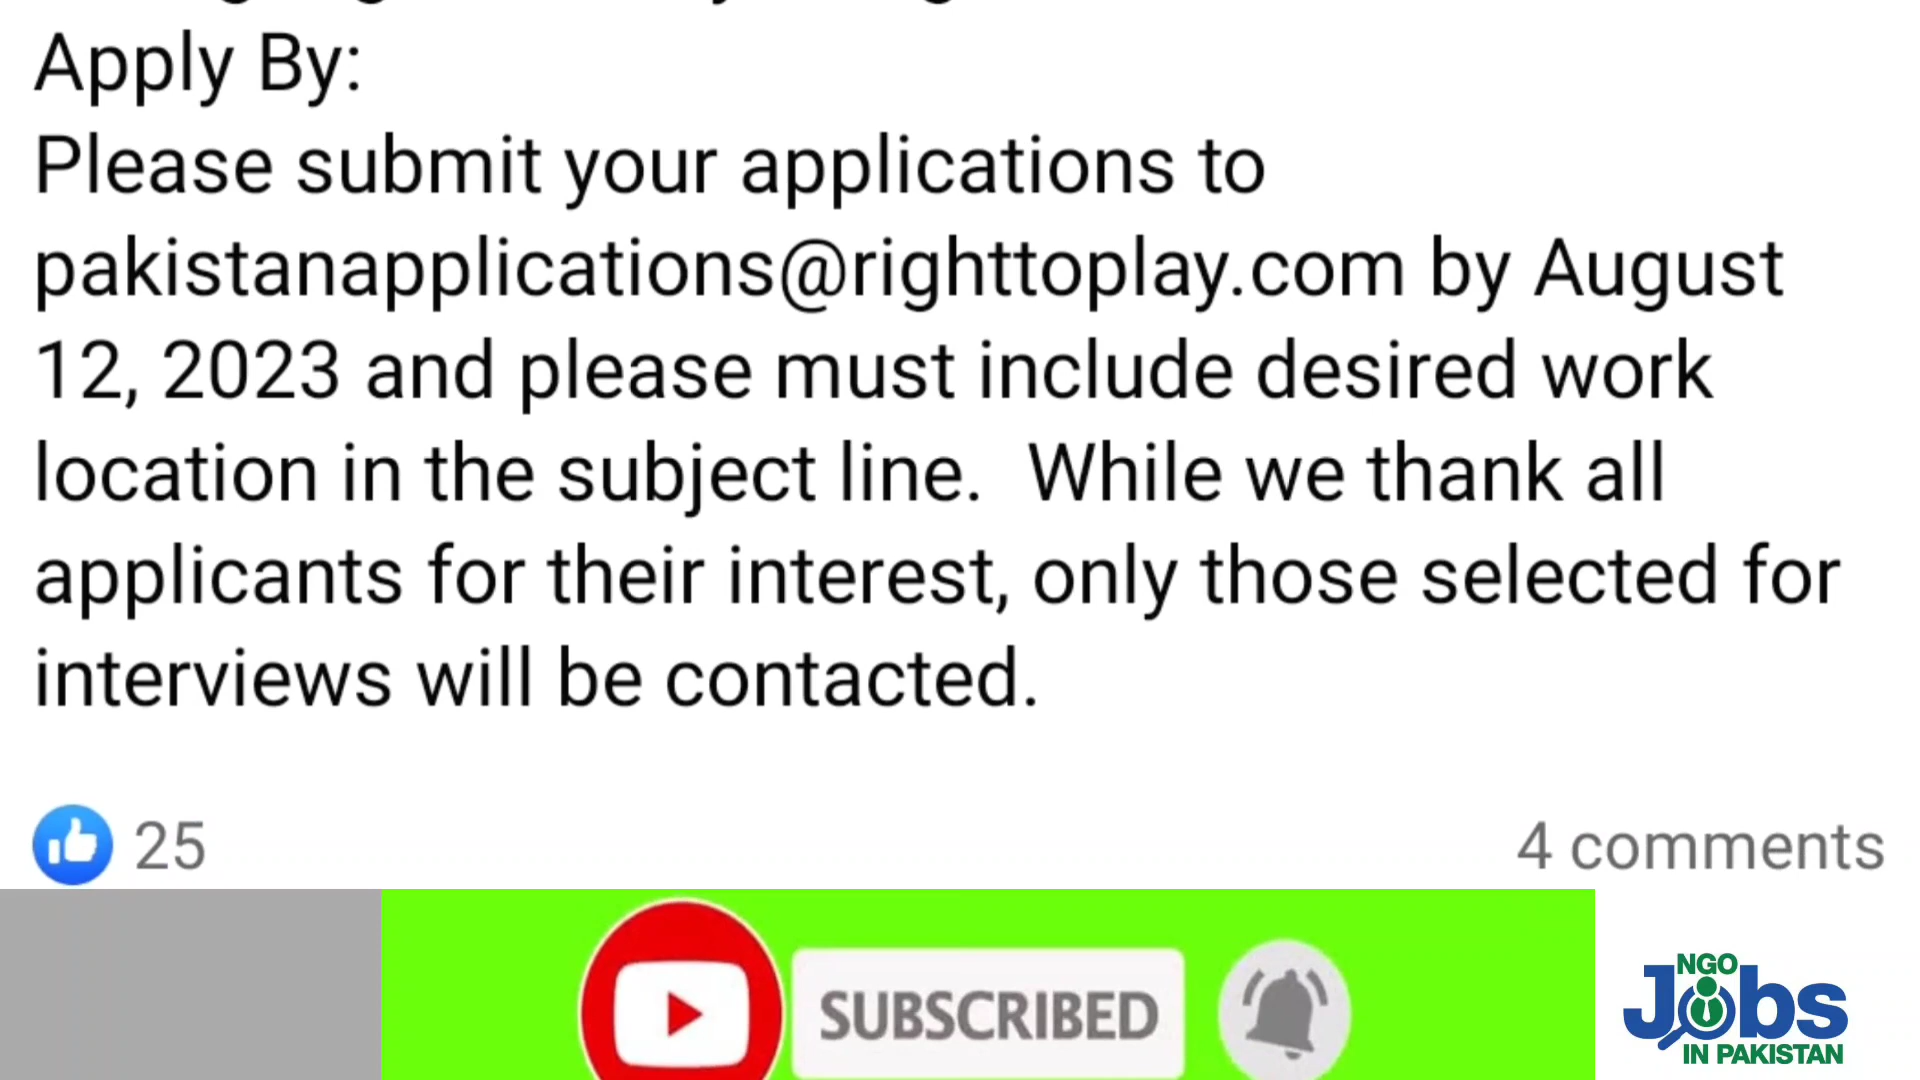 Apply By:
Please submit your applications to
pakistanapplications@righttoplay.com by August
12, 2023 and please must include desired work
location in the subject line.  While we thank all
applicants for their interest, only those selected for
interviews will be contacted.
25
4 comments
SUBSCRIBED
NGO
Jobs
IN PAKISTAN